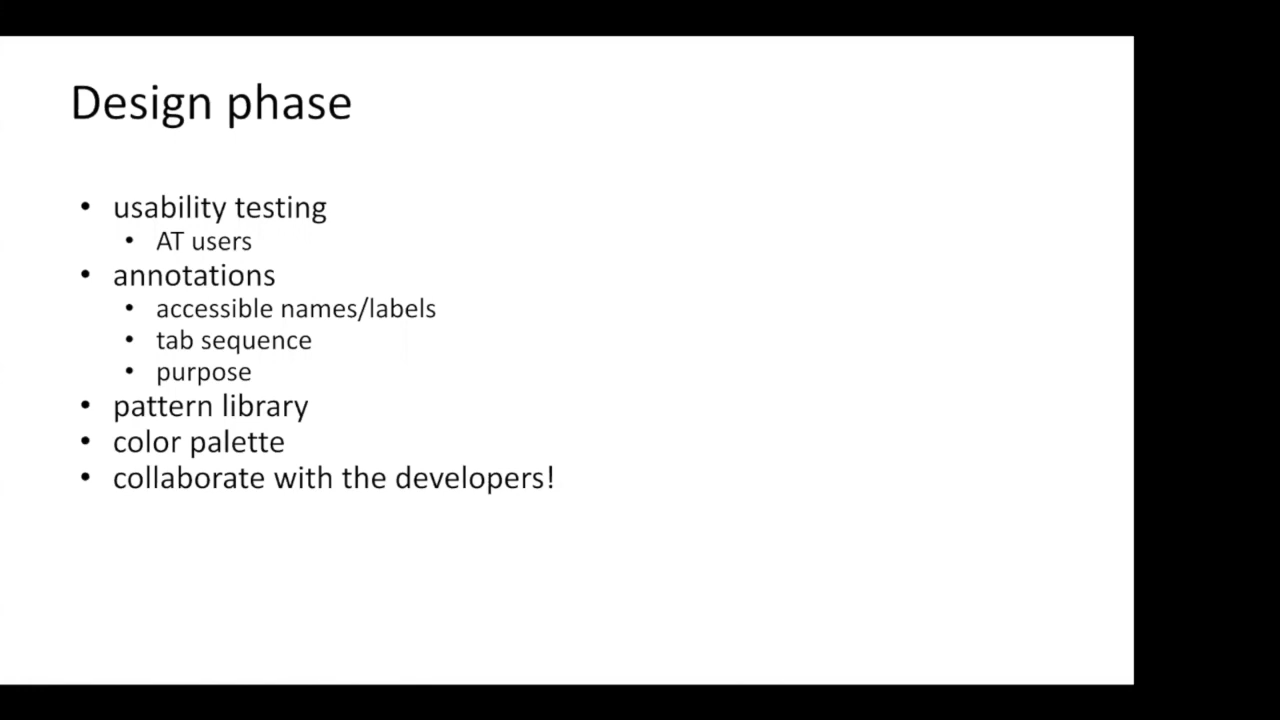 Design phase
• usability testing
• AT users
• annotations
• accessible names/labels
• tab sequence
• purpose
• pattern library
• color palette
• collaborate with the developers!